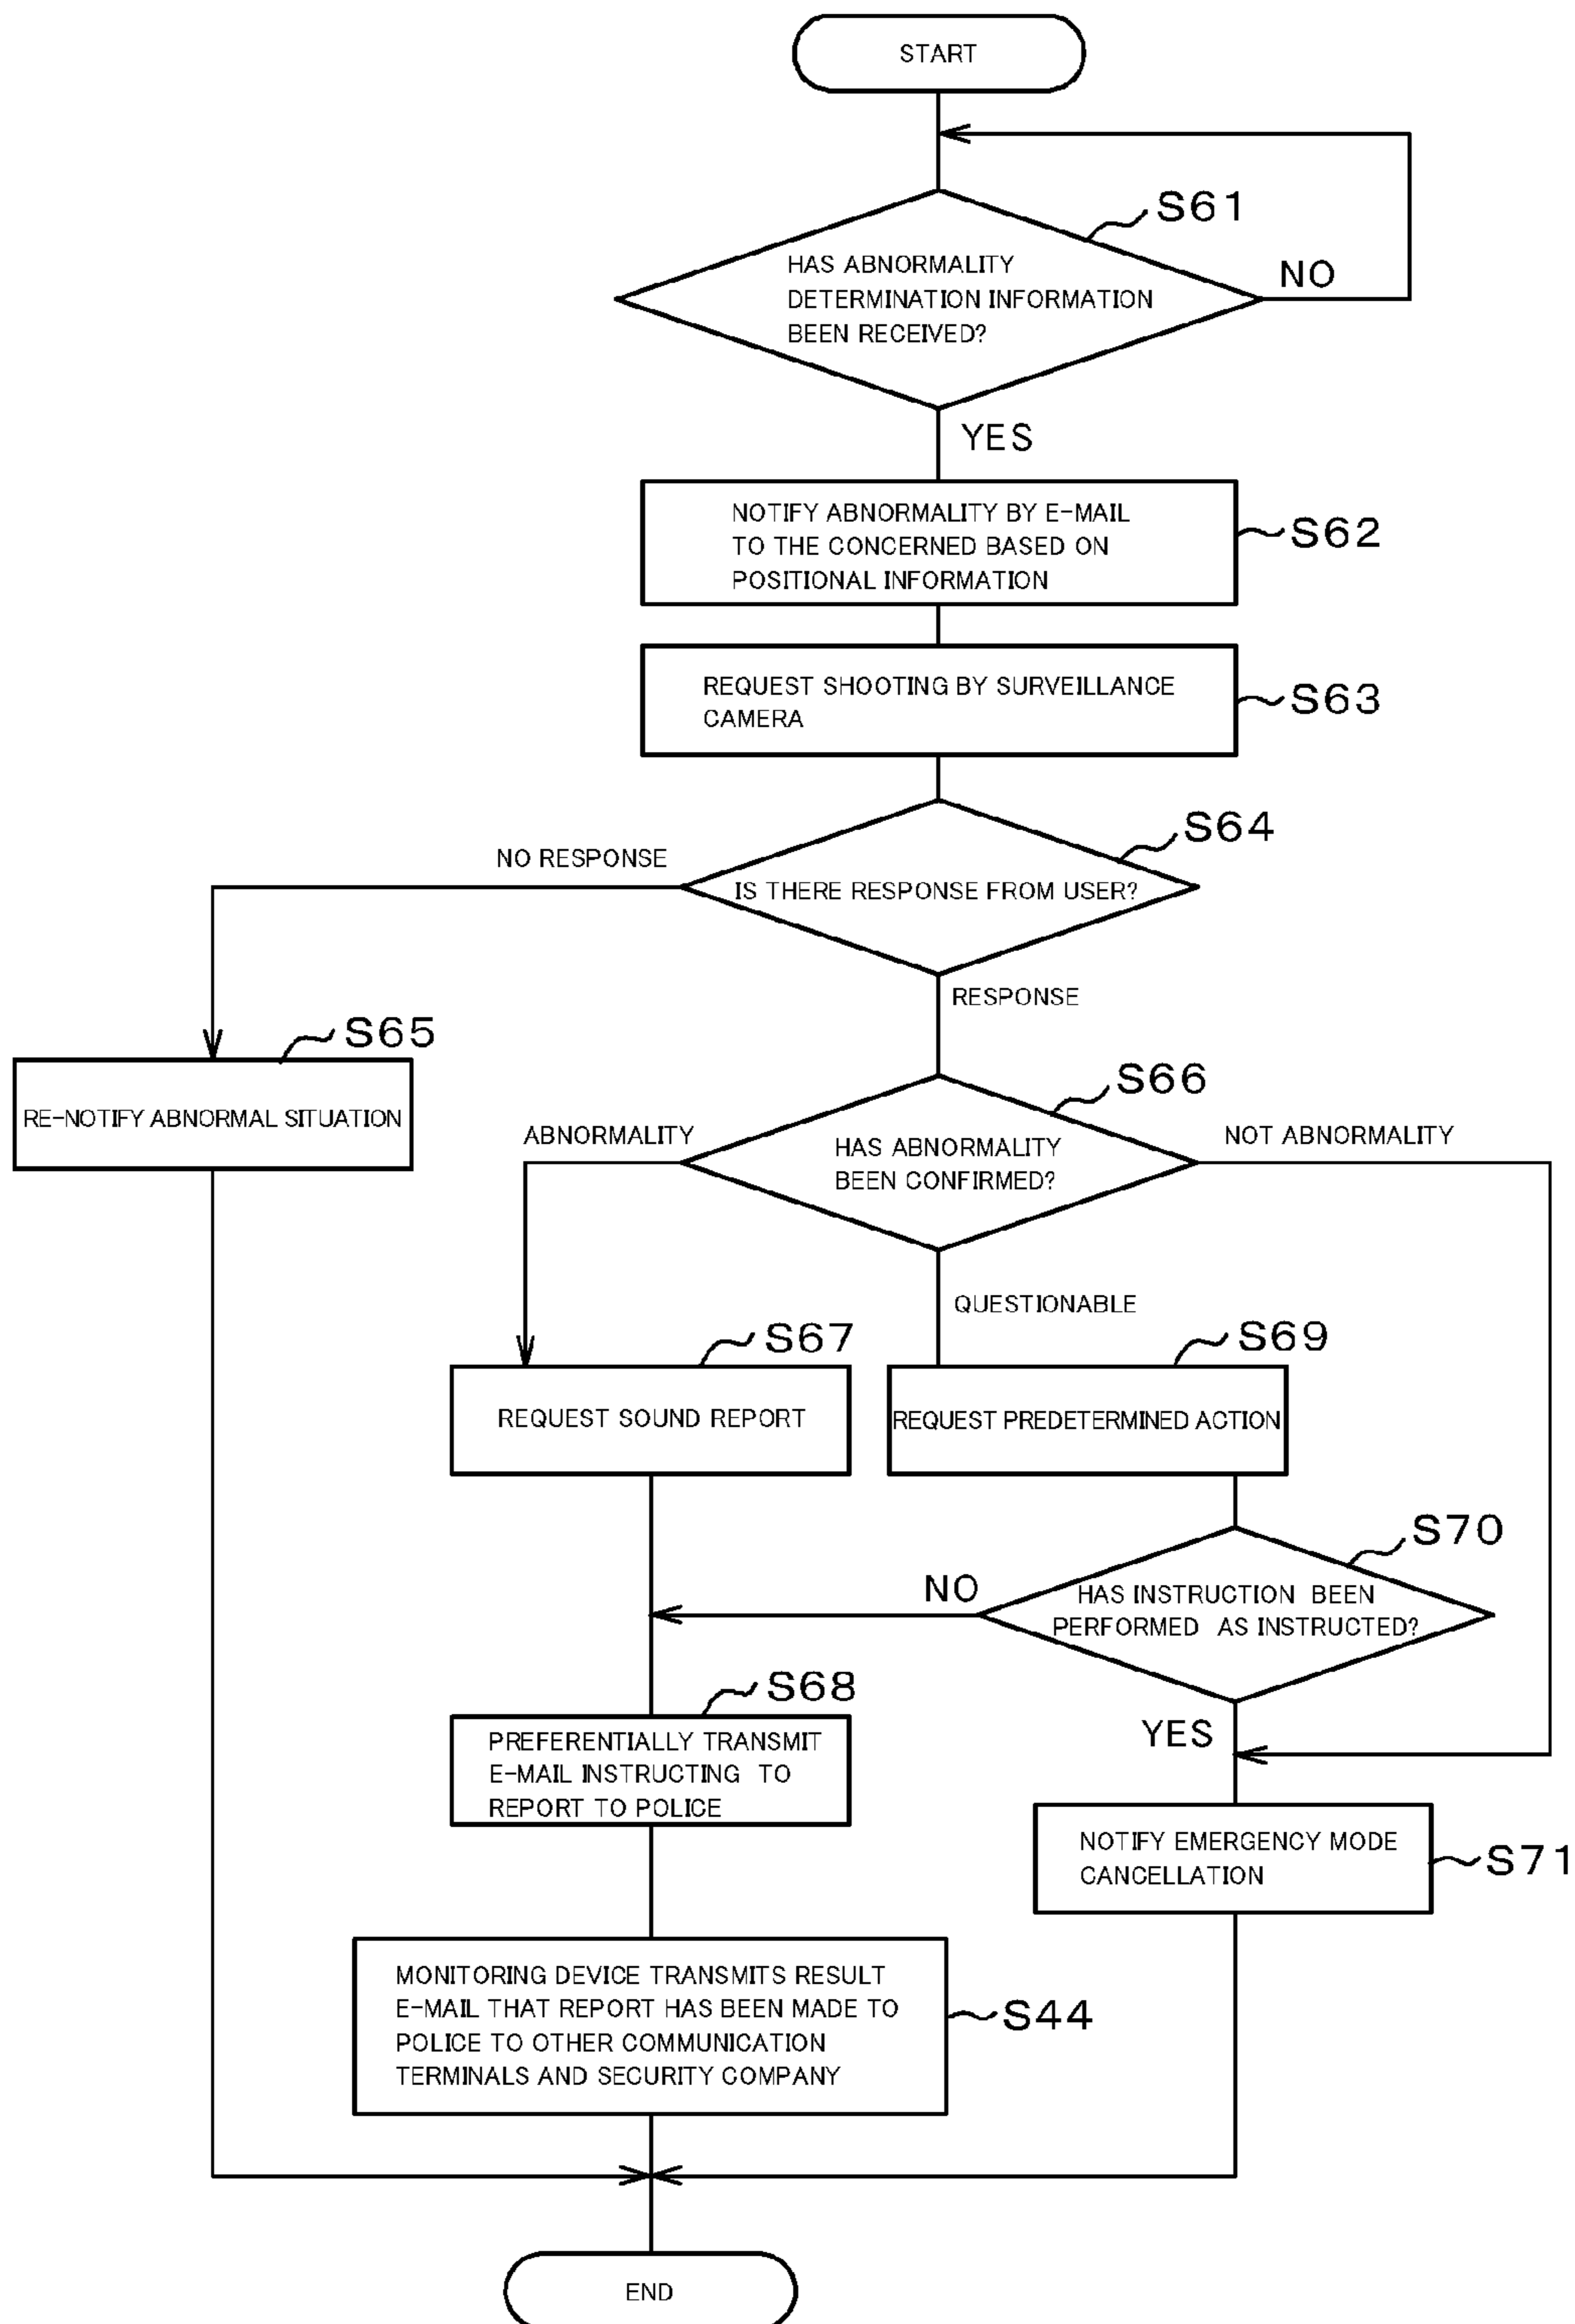 START
S61
HAS ABNORMALITY
DETERMINATION INFORMATION
BEEN RECEIVED?
NO
YES
NOTIFY ABNORMALITY BY E-MAIL
TO THE CONCERNED BASED ON
POSITIONAL INFORMATION
S62
REQUEST SHOOTING BY SURVEILLANCE
CAMERA
S63
S64
NO RESPONSE
IS THERE RESPONSE FROM USER?
RESPONSE
S65
RE-NOTIFY ABNORMAL SITUATION
S66
ABNORMALITY
HAS ABNORMALITY
BEEN CONFIRMED?
NOT ABNORMALITY
QUESTIONABLE
S67
REQUEST SOUND REPORT
S69
REQUEST PREDETERMINED ACTION
S70
NO
HAS INSTRUCTION BEEN
PERFORMED AS INSTRUCTED?
YES
S68
PREFERENTIALLY TRANSMIT
E-MAIL INSTRUCTING TO
REPORT TO POLICE
NOTIFY EMERGENCY MODE
CANCELLATION
S71
MONITORING DEVICE TRANSMITS RESULT
E-MAIL THAT REPORT HAS BEEN MADE TO
POLICE TO OTHER COMMUNICATION
TERMINALS AND SECURITY COMPANY
S44
END